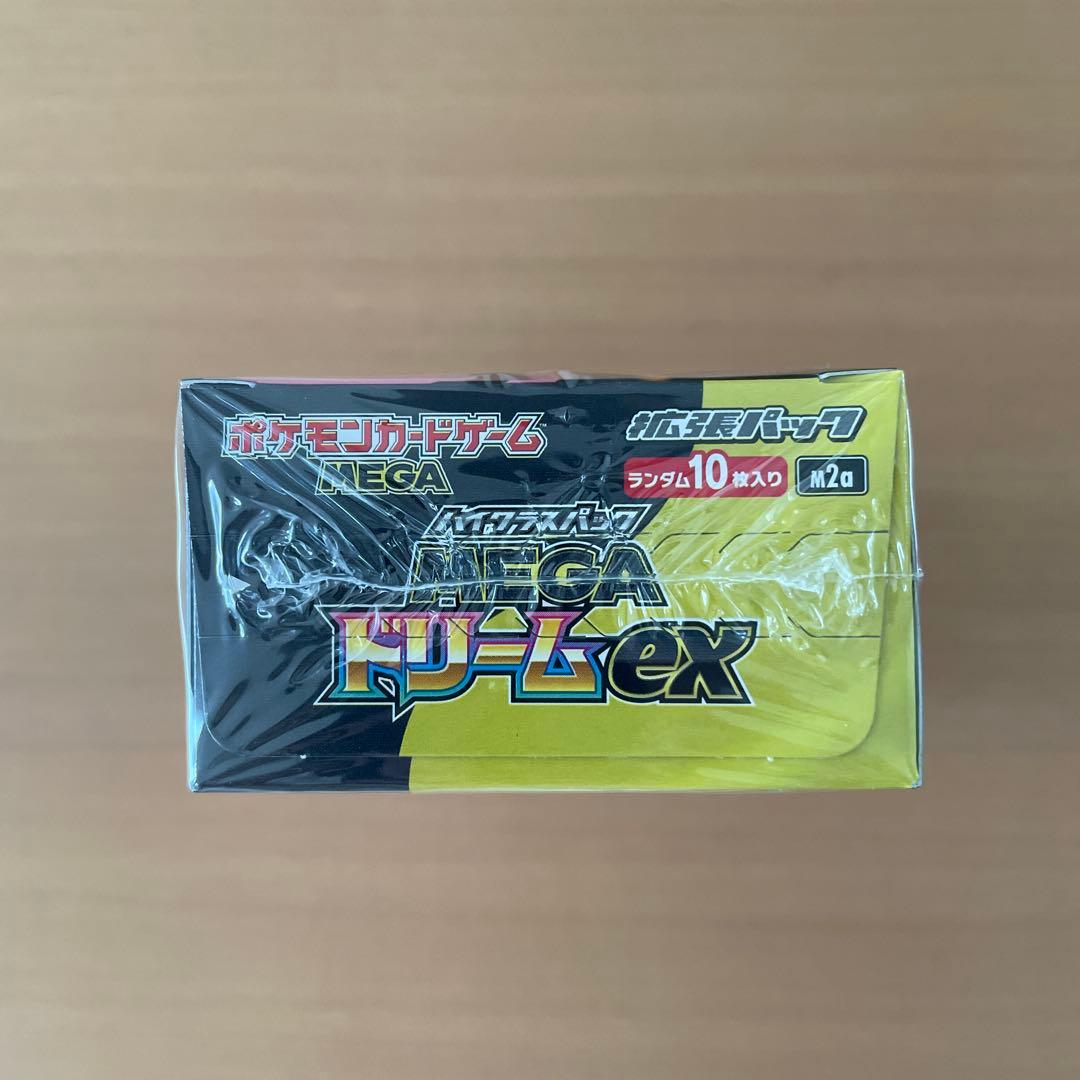 ポケモンカードゲーム
MEGA
拡張パック
ランダム10枚入り
M2a
ハイクラスパック
MEGA
ドリームex